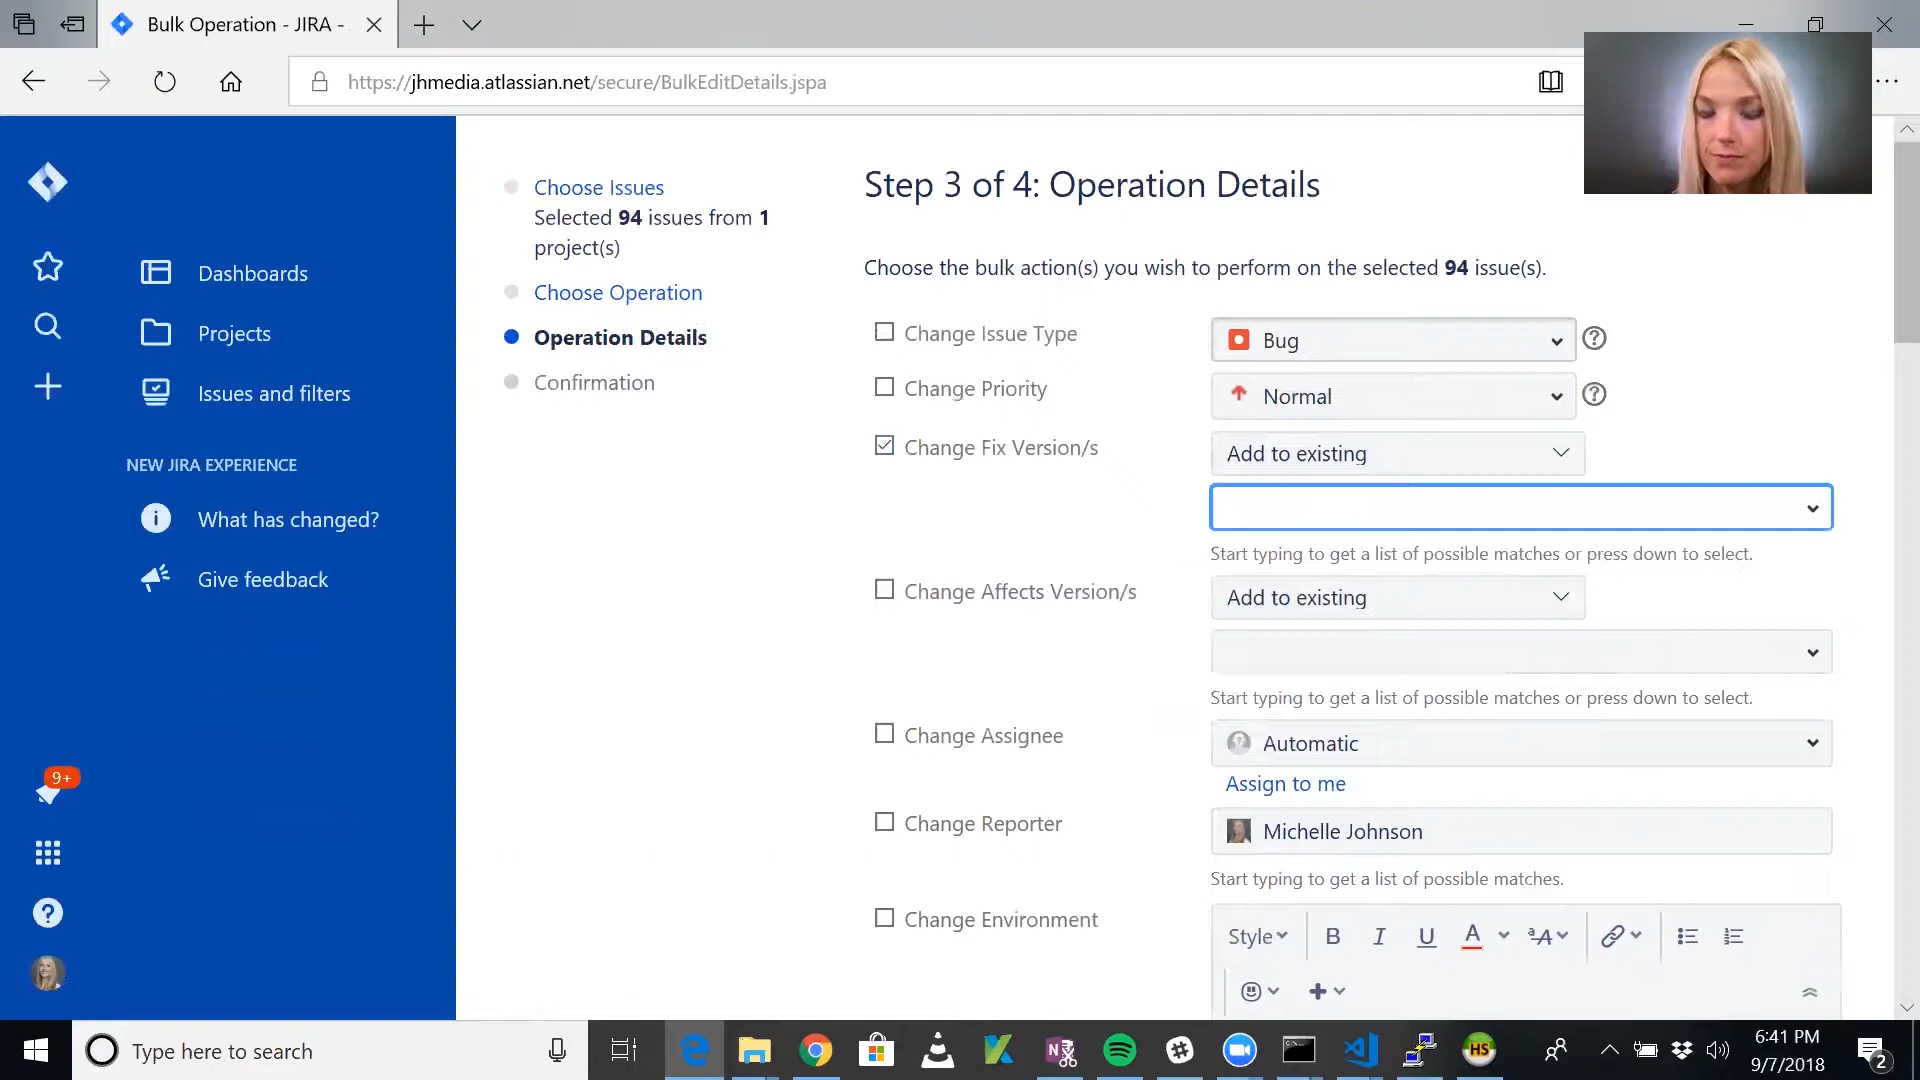 Bulk Operation - JIRA -
https://jhmedia.atlassian.net/secure/BulkEditDetails.jspa
Choose Issues
Selected 94 issues from 1
project(s)
Choose Operation
Operation Details
Confirmation
Dashboards
Projects
Issues and filters
NEW JIRA EXPERIENCE
What has changed?
Give feedback
9+
Step 3 of 4: Operation Details
Choose the bulk action(s) you wish to perform on the selected 94 issue(s).
Change Issue Type
Bug
Change Priority
Normal
Change Fix Version/s
Add to existing
Start typing to get a list of possible matches or press down to select.
Change Affects Version/s
Add to existing
Start typing to get a list of possible matches or press down to select.
Change Assignee
Automatic
Assign to me
Change Reporter
Michelle Johnson
Start typing to get a list of possible matches.
Change Environment
Style
B I U A ªA
Type here to search
N
HS
6:41 PM
9/7/2018
2